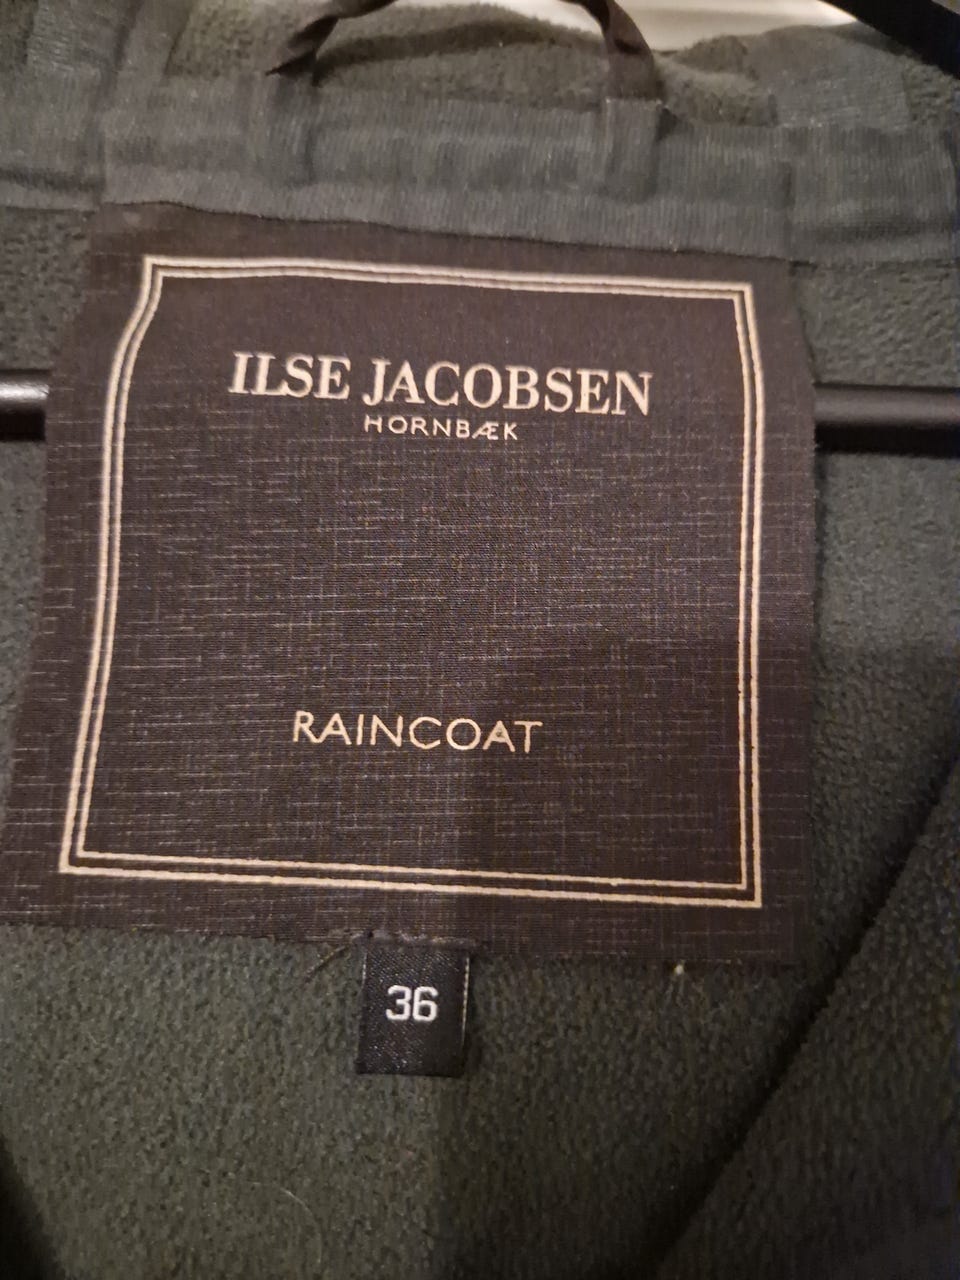 ILSE JACOBSEN
HORNBÆK
RAINCOAT
36